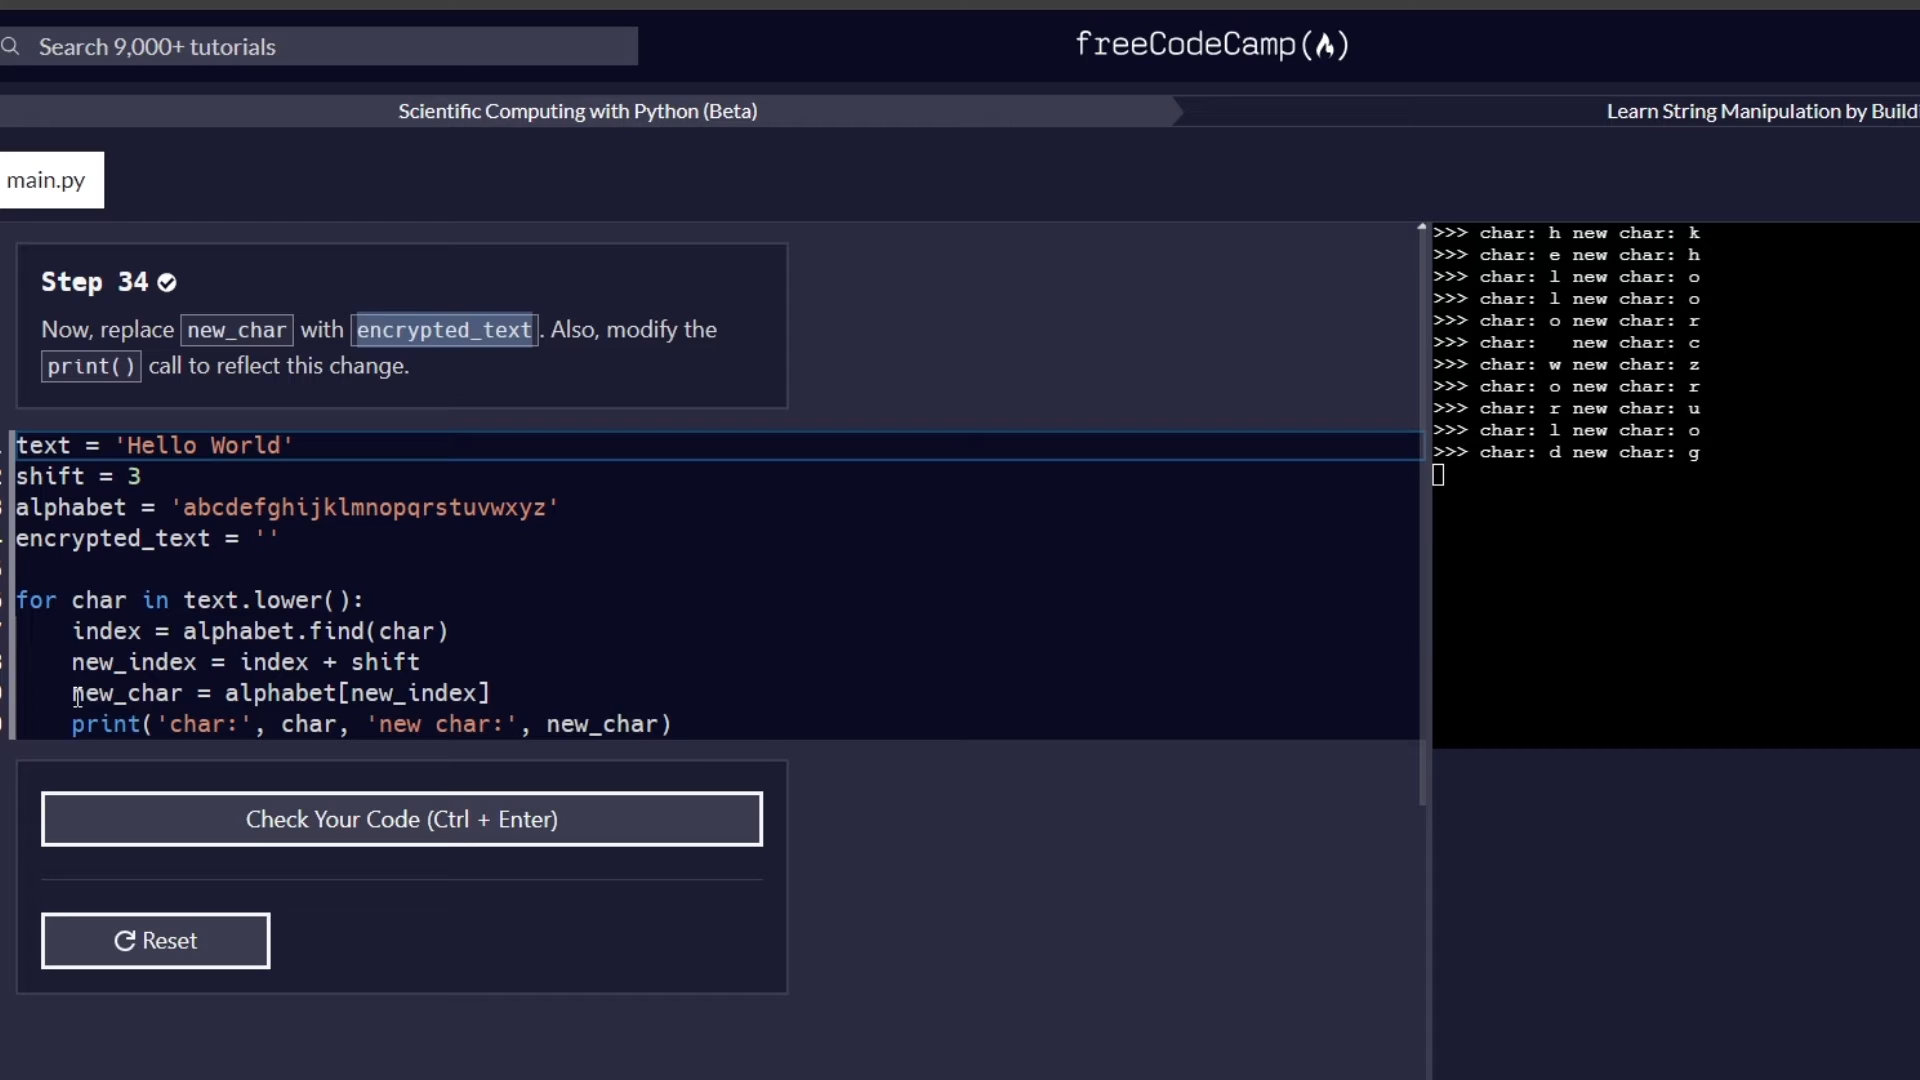 Search 9,000+ tutorials
freeCodeCamp
Scientific Computing with Python (Beta)
Learn String Manipulation by Buildi
main.py
Step 34
Now, replace new_char with encrypted_text. Also, modify the
print() call to reflect this change.
text = 'Hello World'
shift = 3
alphabet = 'abcdefghijklmnopqrstuvwxyz'
encrypted_text = ''
for char in text.lower():
    index = alphabet.find(char)
    new_index = index + shift
    new_char = alphabet[new_index]
    print('char:', char, 'new char:', new_char)
Check Your Code (Ctrl + Enter)
Reset
>>> char: h new char: k
>>> char: e new char: h
>>> char: l new char: o
>>> char: l new char: o
>>> char: o new char: r
>>> char:   new char: c
>>> char: w new char: z
>>> char: o new char: r
>>> char: r new char: u
>>> char: l new char: o
>>> char: d new char: g